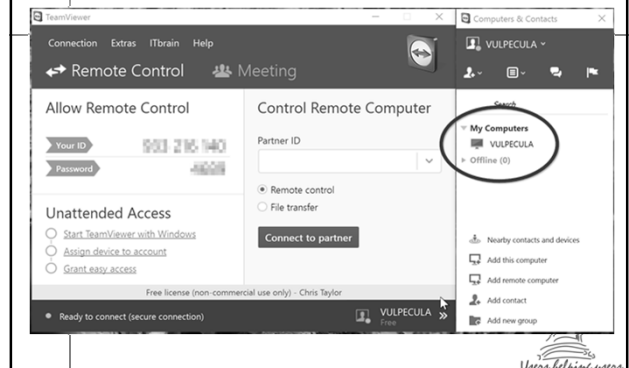 TeamViewer
Connection Extras ITbrain Help
Remote Control Meeting
Allow Remote Control
Your ID
Password
Unattended Access
Start TeamViewer with Windows
Assign device to account
Grant easy access
Control Remote Computer
Partner ID
Remote control
File transfer
Connect to partner
Free license (non-commercial use only) - Chris Taylor
Ready to connect (secure connection)
VULPECULA
Free
Computers & Contacts
VULPECULA
Search
My Computers
VULPECULA
Offline (0)
Nearby contacts and devices
Add this computer
Add remote computer
Add contact
Add new group
Users helping users